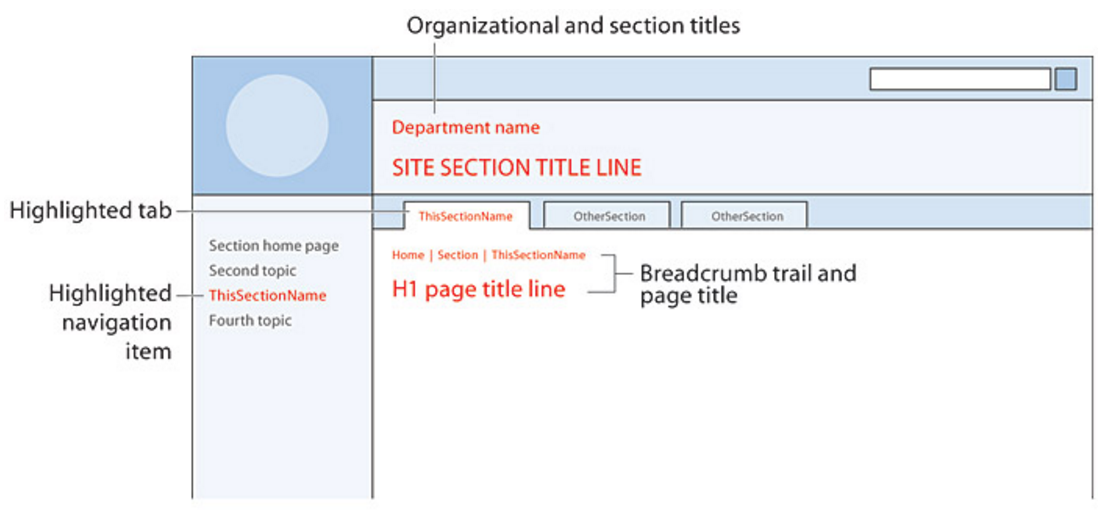 Organizational and section titles
Department name
SITE SECTION TITLE LINE
Highlighted tab
ThisSectionName
OtherSection
OtherSection
Section home page
Second topic
ThisSectionName
Fourth topic
Highlighted
navigation
item
Home | Section | ThisSectionName
H1 page title line
Breadcrumb trail and
page title